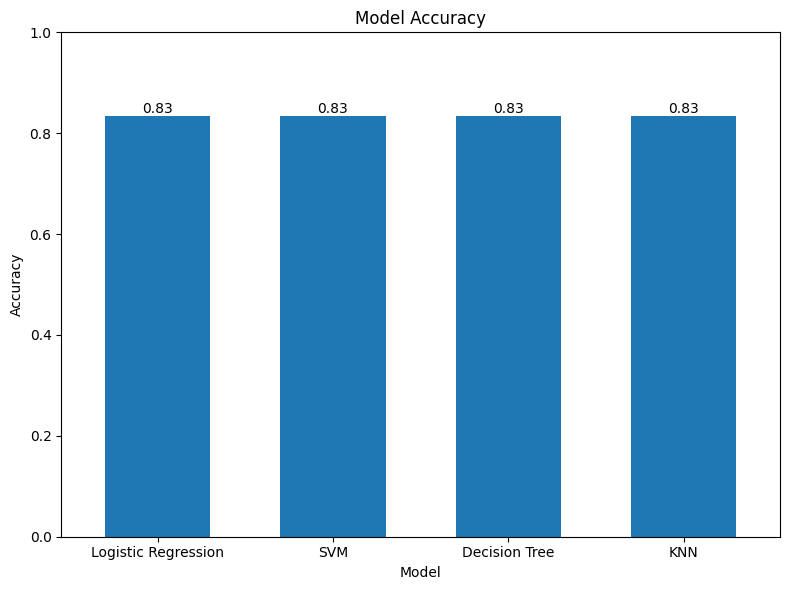 Model Accuracy
1.0
0.8
0.6
0.4
0.2
0.0
Accuracy
0.83 0.83 0.83 0.83
Logistic Regression SVM Decision Tree KNN
Model